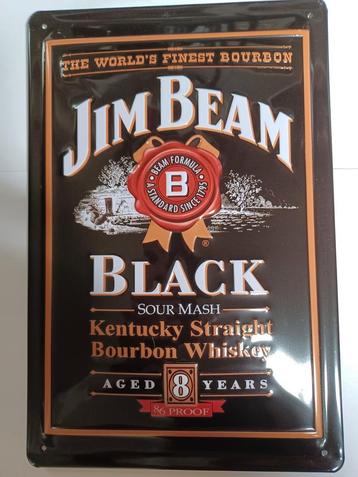 THE WORLD'S FINEST BOURBON
JIM BEAM
BEAM FORMULA
B
A STANDARD SINCE 1795
®
BLACK
SOUR MASH
Kentucky Straight
Bourbon Whiskey
AGED 8 YEARS
86 PROOF